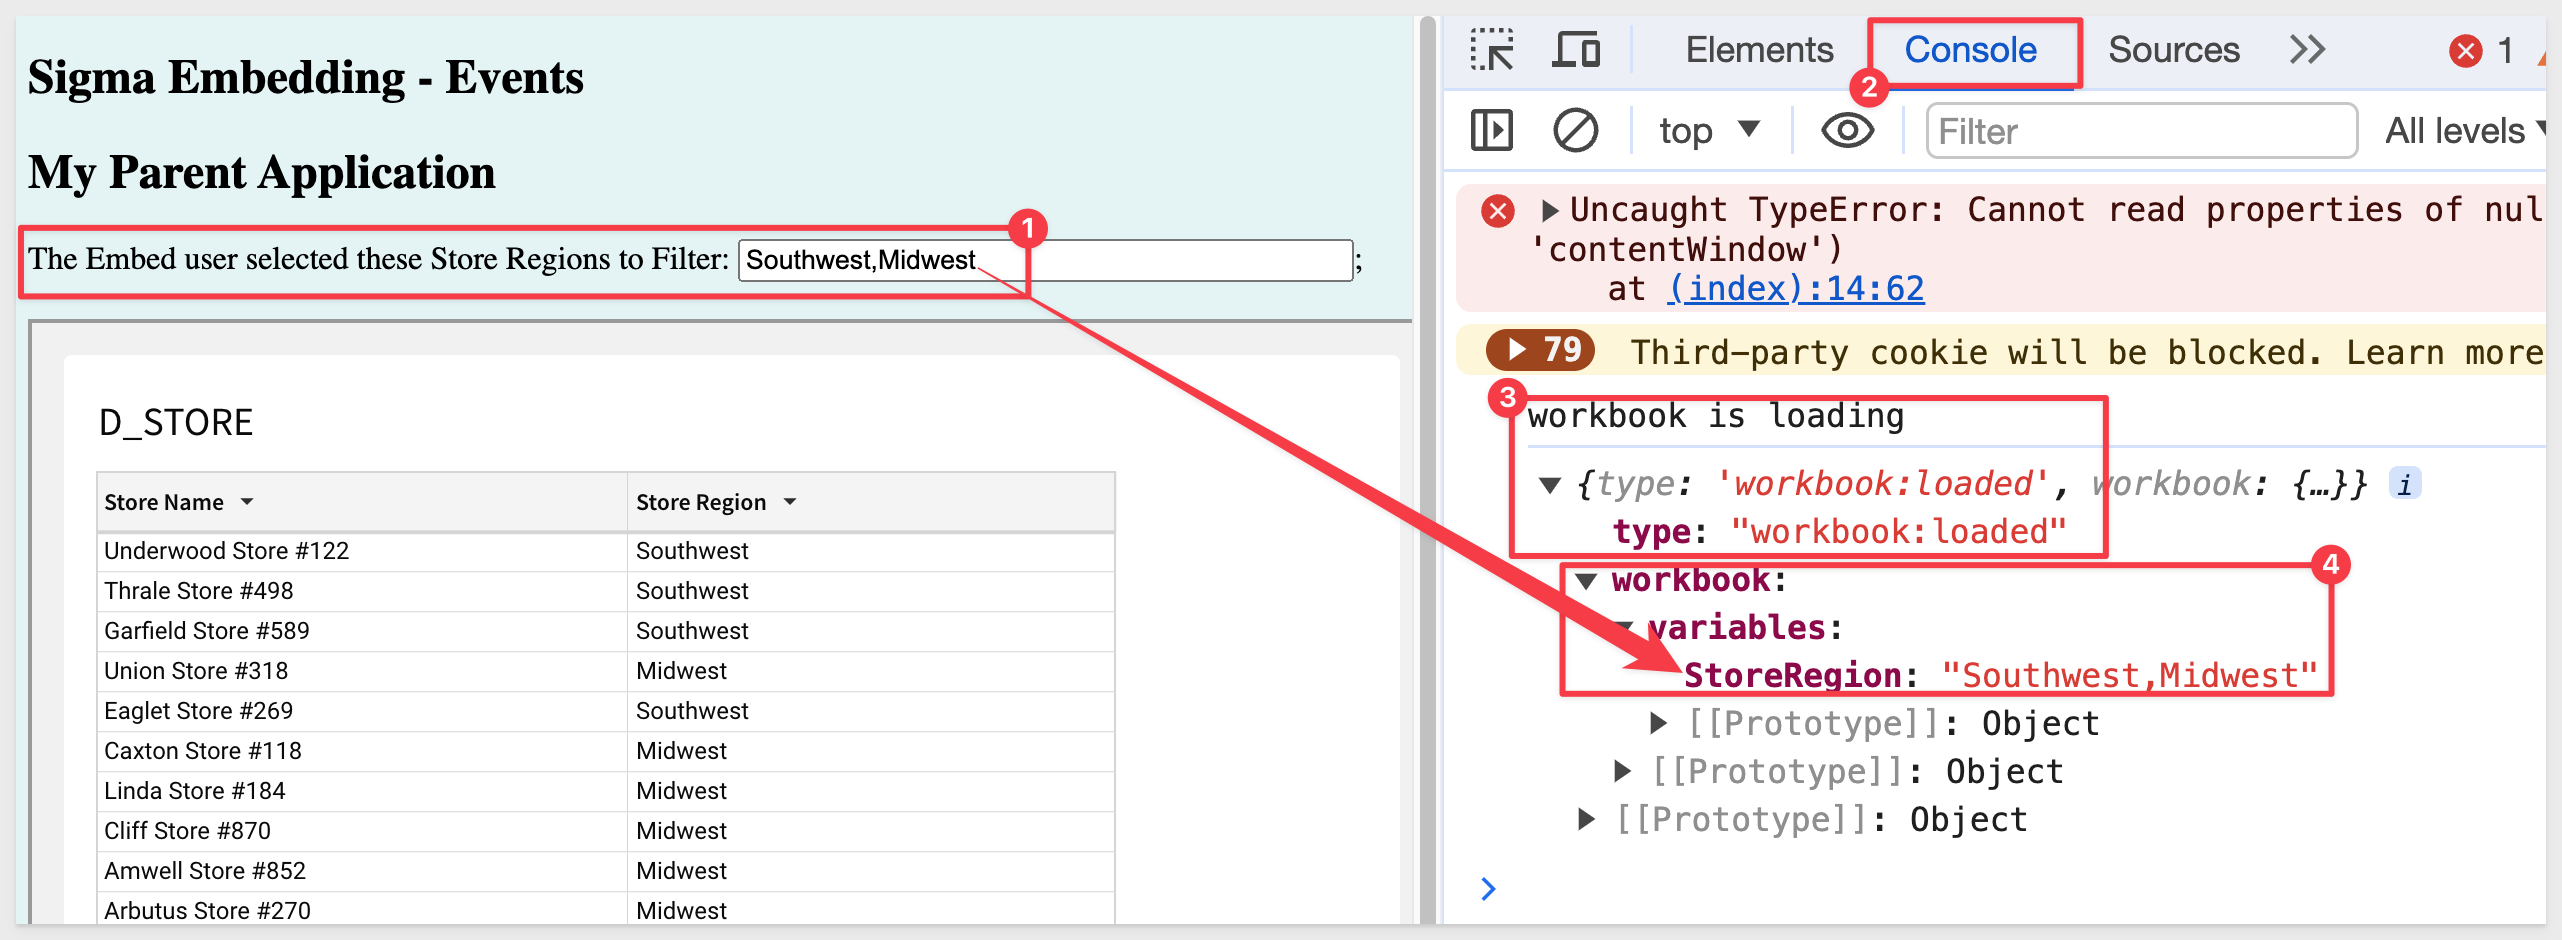 Sigma Embedding - Events
My Parent Application
1
The Embed user selected these Store Regions to Filter: Southwest,Midwest ;
D_STORE
Store Name Store Region
Underwood Store #122 Southwest
Thrale Store #498 Southwest
Garfield Store #589 Southwest
Union Store #318 Midwest
Eaglet Store #269 Southwest
Caxton Store #118 Midwest
Linda Store #184 Midwest
Cliff Store #870 Midwest
Amwell Store #852 Midwest
Arbutus Store #270 Midwest
Elements Console Sources 1
2
top Filter All levels
Uncaught TypeError: Cannot read properties of nul
'contentWindow')
at (index):14:62
79 Third-party cookie will be blocked. Learn more
3
workbook is loading
{type: 'workbook:loaded', workbook: {…}} i
type: "workbook:loaded"
4
workbook:
variables:
StoreRegion: "Southwest,Midwest"
[[Prototype]]: Object
[[Prototype]]: Object
[[Prototype]]: Object